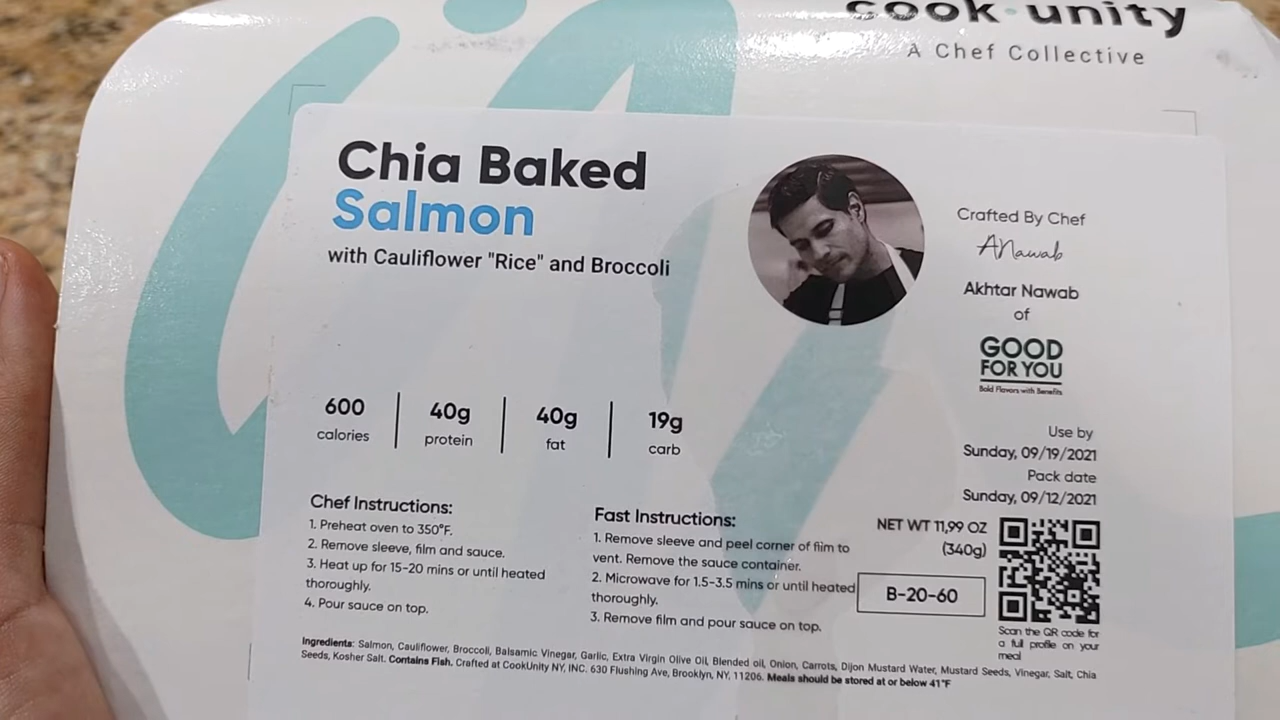 cook unity
A Chef Collective
Chia Baked
Salmon
with Cauliflower "Rice" and Broccoli
Crafted By Chef
ANawab
Akhtar Nawab
of
GOOD
FOR YOU
Bold Flavors with Benefits
600
calories
40g
protein
40g
fat
19g
carb
Use by
Sunday, 09/19/2021
Pack date
Sunday, 09/12/2021
Chef Instructions:
1. Preheat oven to 350°F.
2. Remove sleeve, film and sauce.
3. Heat up for 15-20 mins or until heated
thoroughly.
4. Pour sauce on top.
Fast Instructions:
1. Remove sleeve and peel corner of film to
vent. Remove the sauce container.
2. Microwave for 1.5-3.5 mins or until heated
thoroughly.
3. Remove film and pour sauce on top.
NET WT 11,99 OZ
(340g)
B-20-60
Scan the QR code for
a full profile on your
meal
Ingredients: Salmon, Cauliflower, Broccoli, Balsamic Vinegar, Garlic, Extra Virgin Olive Oil, Blended oil, Onion, Carrots, Dijon Mustard Water, Mustard Seeds, Vinegar, Salt, Chia
Seeds, Kosher Salt. Contains Fish. Crafted at CookUnity NY, INC. 630 Flushing Ave, Brooklyn, NY, 11206. Meals should be stored at or below 41°F